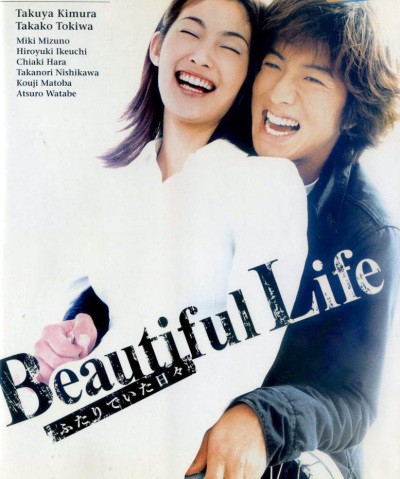 Takuya Kimura
Takako Tokiwa
Miki Mizuno
Hiroyuki Ikeuchi
Chiaki Hara
Takanori Nishikawa
Kouji Matoba
Atsuro Watabe
Beautiful Life
ふたりでいた日々